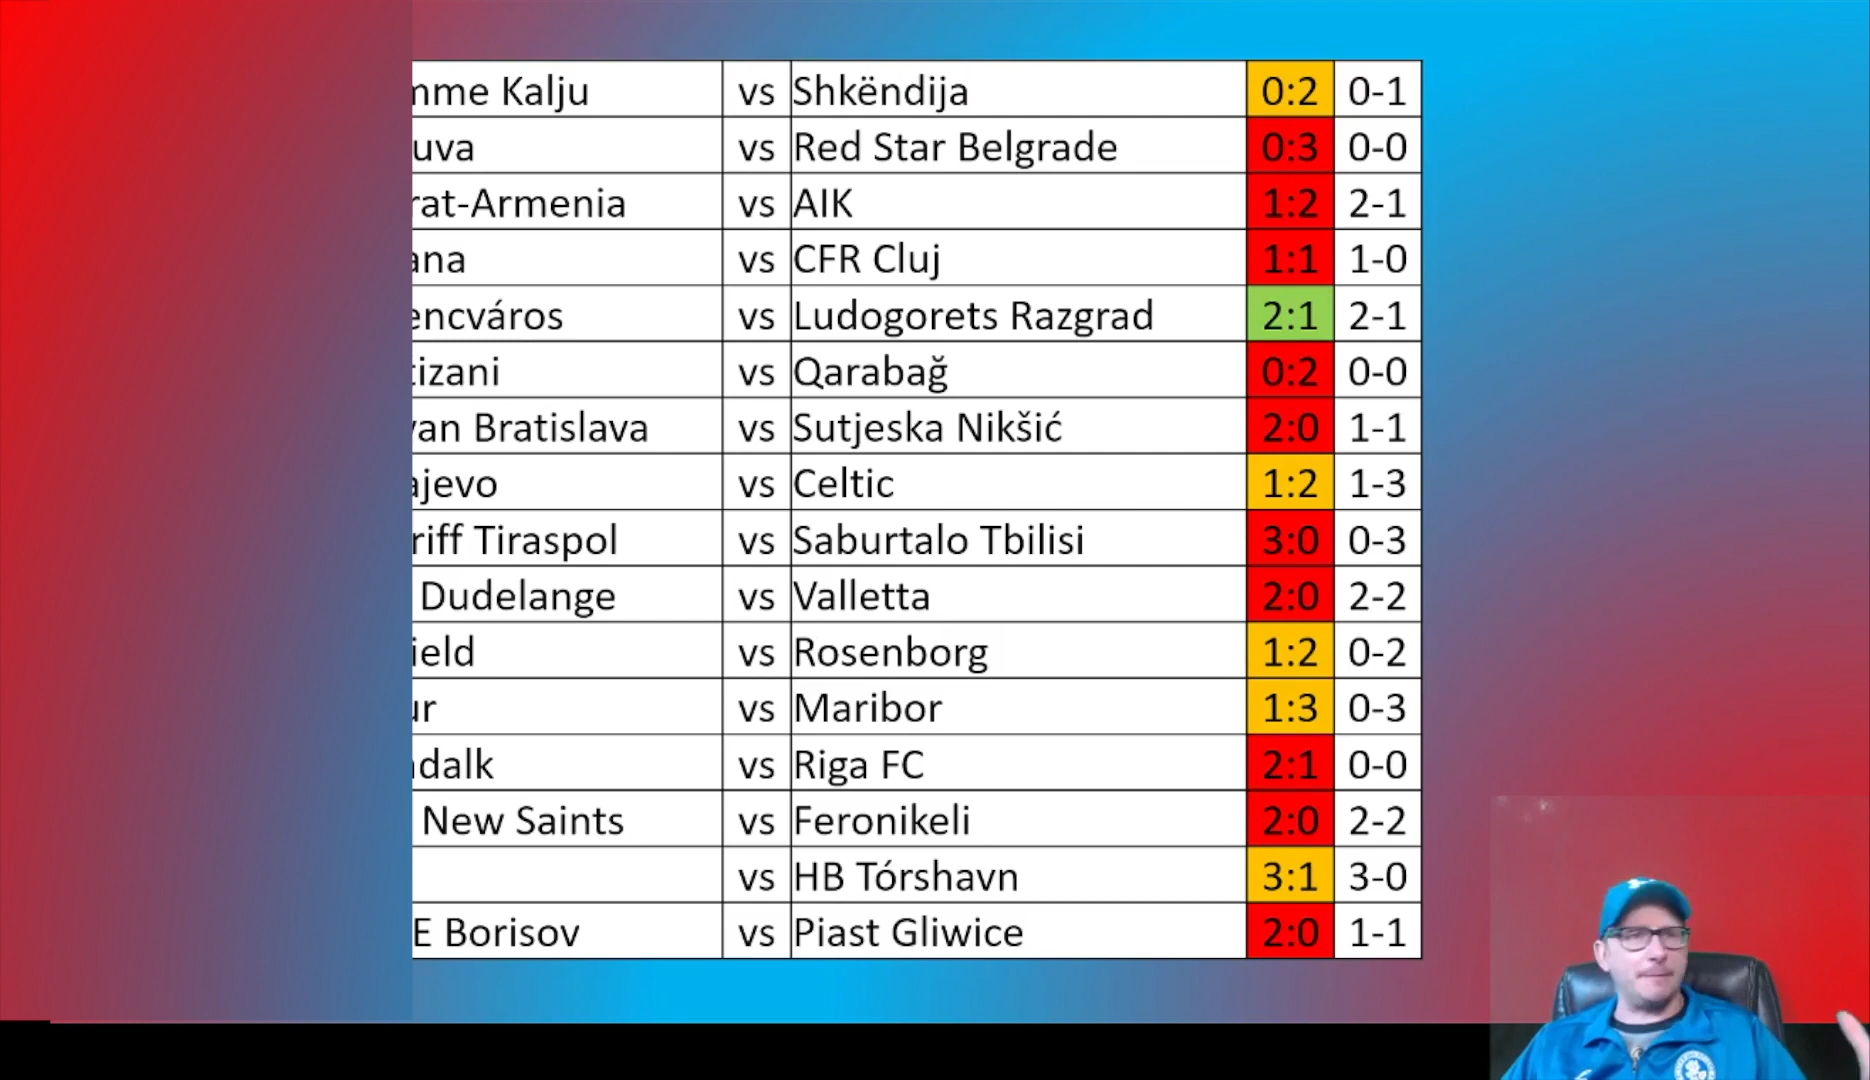 mme Kalju vs Shkëndija 0:2 0-1
uva vs Red Star Belgrade 0:3 0-0
rat-Armenia vs AIK 1:2 2-1
ana vs CFR Cluj 1:1 1-0
encváros vs Ludogorets Razgrad 2:1 2-1
tizani vs Qarabağ 0:2 0-0
van Bratislava vs Sutjeska Nikšić 2:0 1-1
ajevo vs Celtic 1:2 1-3
riff Tiraspol vs Saburtalo Tbilisi 3:0 0-3
Dudelange vs Valletta 2:0 2-2
ield vs Rosenborg 1:2 0-2
ur vs Maribor 1:3 0-3
dalk vs Riga FC 2:1 0-0
New Saints vs Feronikeli 2:0 2-2
vs HB Tórshavn 3:1 3-0
E Borisov vs Piast Gliwice 2:0 1-1